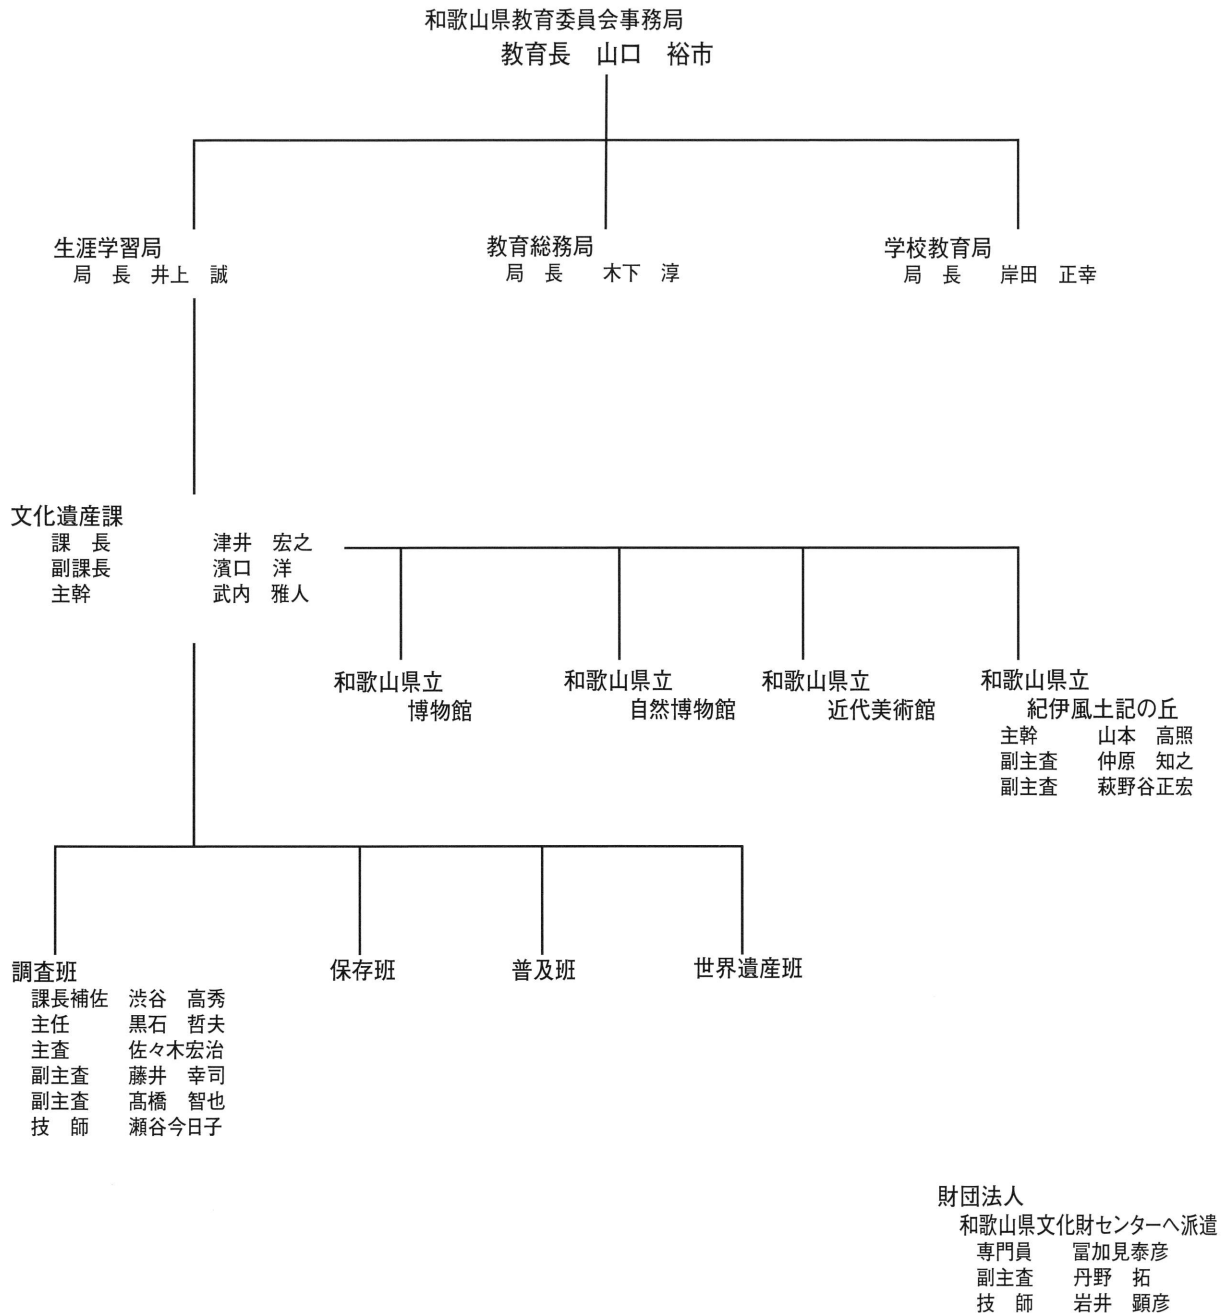 和歌山県教育委員会事務局
教育長　山口　裕市
生涯学習局
局　長　井上　誠
教育総務局
局　長　木下　淳
学校教育局
局　長　岸田　正幸
文化遺産課
課　長　津井　宏之
副課長　濱口　洋
主幹　武内　雅人
和歌山県立
博物館
和歌山県立
自然博物館
和歌山県立
近代美術館
和歌山県立
紀伊風土記の丘
主幹　山本　高照
副主査　仲原　知之
副主査　萩野谷正宏
調査班
課長補佐　渋谷　高秀
主任　黒石　哲夫
主査　佐々木宏治
副主査　藤井　幸司
副主査　髙橋　智也
技　師　瀬谷今日子
保存班
普及班
世界遺産班
財団法人
和歌山県文化財センターへ派遣
専門員　冨加見泰彦
副主査　丹野　拓
技　師　岩井　顕彦